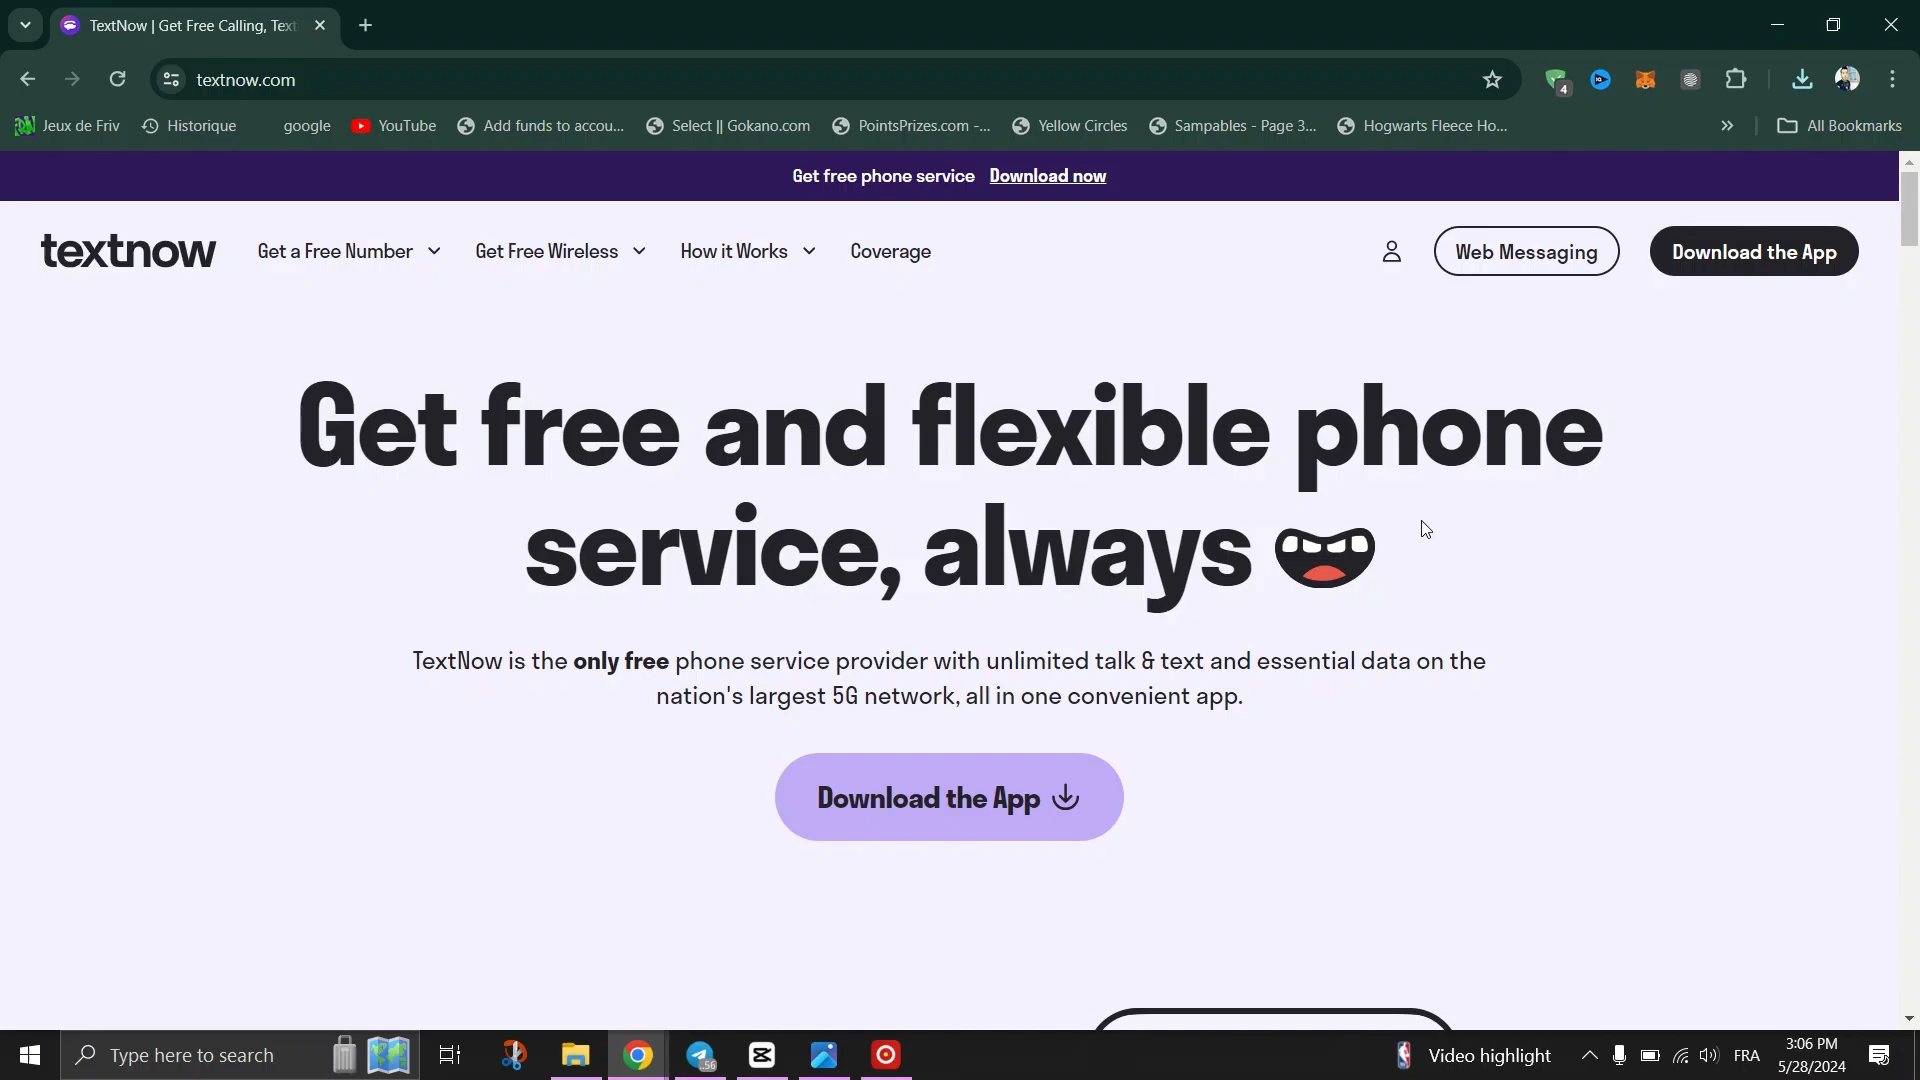 TextNow | Get Free Calling, Text
textnow.com
4
Jeux de Friv
Historique
google
YouTube
Add funds to accou...
Select || Gokano.com
PointsPrizes.com -...
Yellow Circles
Sampables - Page 3...
Hogwarts Fleece Ho...
All Bookmarks
Get free phone service Download now
textnow
Get a Free Number
Get Free Wireless
How it Works
Coverage
Web Messaging
Download the App
Get free and flexible phone
service, always
TextNow is the only free phone service provider with unlimited talk & text and essential data on the
nation's largest 5G network, all in one convenient app.
Download the App
Type here to search
56
Video highlight
FRA
3:06 PM
5/28/2024